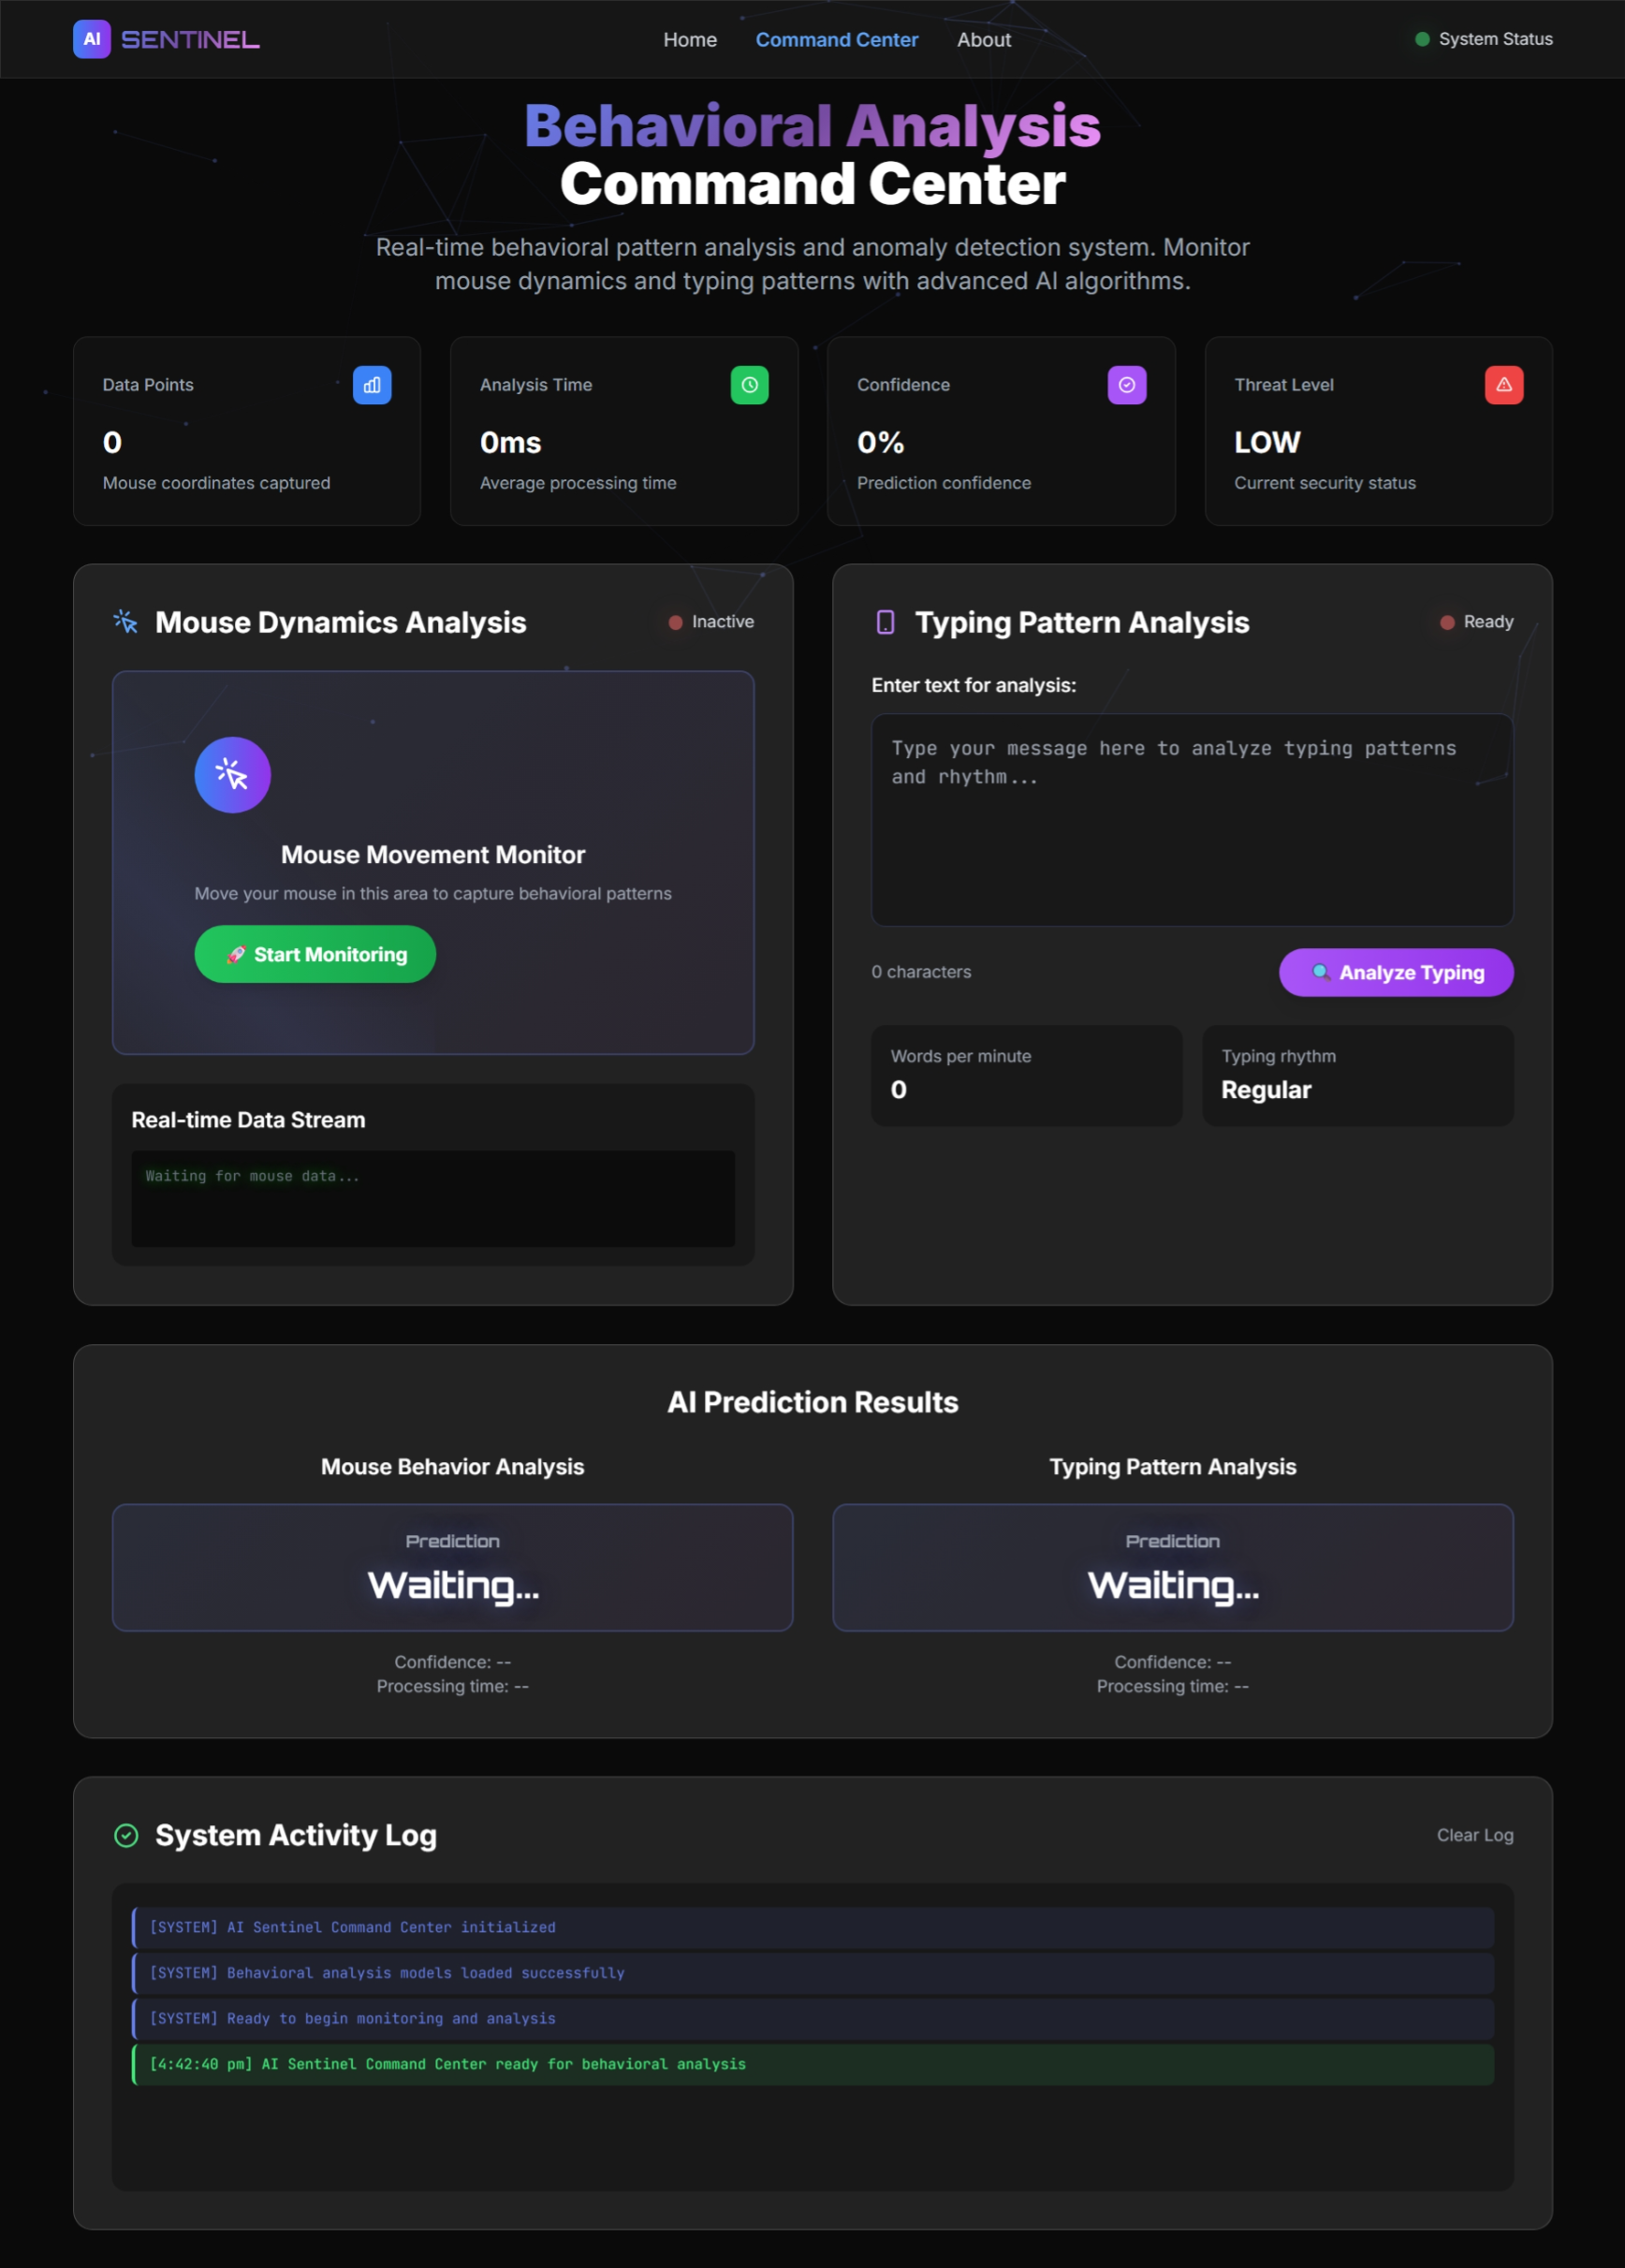 AI SENTINEL
Home
Command Center
About
System Status
Behavioral Analysis
Command Center
Real-time behavioral pattern analysis and anomaly detection system. Monitor
mouse dynamics and typing patterns with advanced AI algorithms.
Data Points
0
Mouse coordinates captured
Analysis Time
0ms
Average processing time
Confidence
0%
Prediction confidence
Threat Level
LOW
Current security status
Mouse Dynamics Analysis
Inactive
Mouse Movement Monitor
Move your mouse in this area to capture behavioral patterns
🚀 Start Monitoring
Real-time Data Stream
Waiting for mouse data...
Typing Pattern Analysis
Ready
Enter text for analysis:
Type your message here to analyze typing patterns
and rhythm...
0 characters
🔍 Analyze Typing
Words per minute
0
Typing rhythm
Regular
AI Prediction Results
Mouse Behavior Analysis
Prediction
Waiting...
Confidence: --
Processing time: --
Typing Pattern Analysis
Prediction
Waiting...
Confidence: --
Processing time: --
System Activity Log
Clear Log
[SYSTEM] AI Sentinel Command Center initialized
[SYSTEM] Behavioral analysis models loaded successfully
[SYSTEM] Ready to begin monitoring and analysis
[4:42:40 pm] AI Sentinel Command Center ready for behavioral analysis